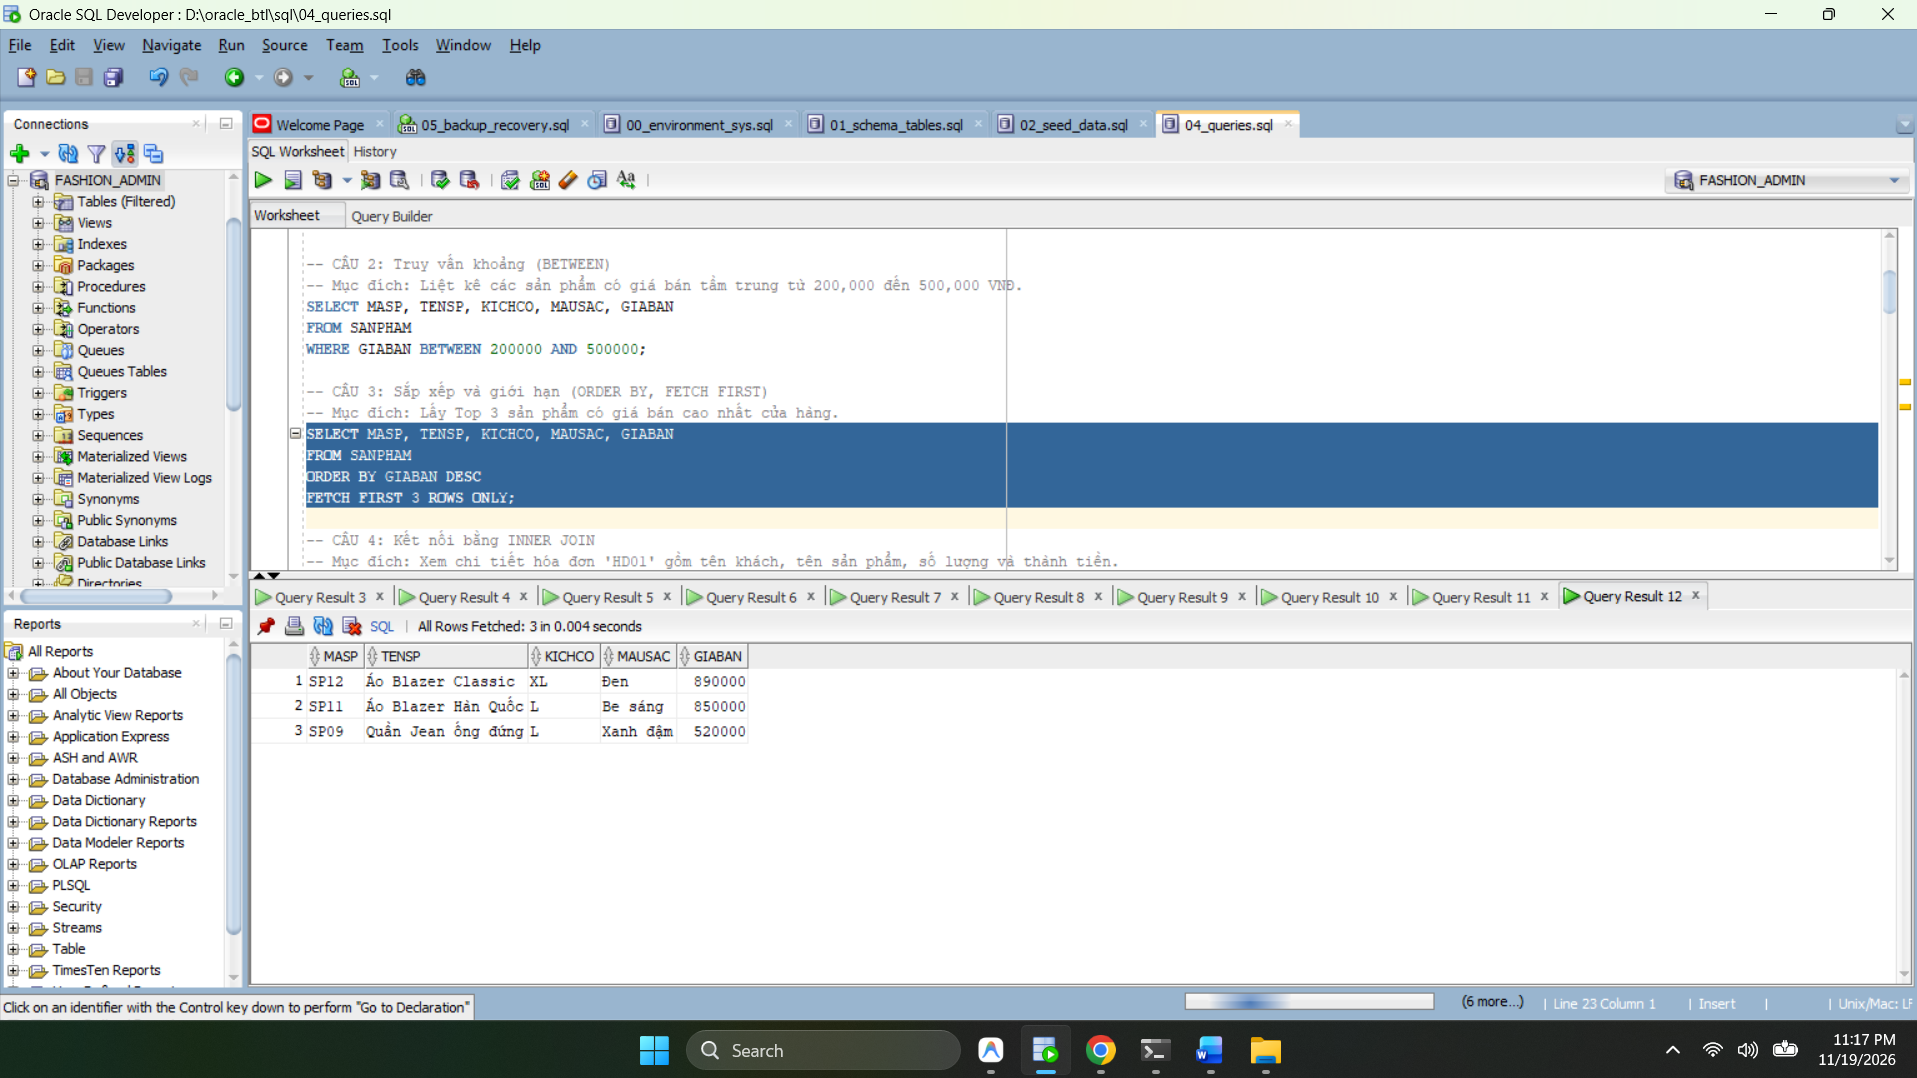 Oracle SQL Developer : D:\oracle_btl\sql\04_queries.sql
File Edit View Navigate Run Source Team Tools Window Help
Connections
FASHION_ADMIN
Tables (Filtered)
Views
Indexes
Packages
Procedures
Functions
Operators
Queues
Queues Tables
Triggers
Types
Sequences
Materialized Views
Materialized View Logs
Synonyms
Public Synonyms
Database Links
Public Database Links
Directories
Reports
All Reports
About Your Database
All Objects
Analytic View Reports
Application Express
ASH and AWR
Database Administration
Data Dictionary
Data Dictionary Reports
Data Modeler Reports
OLAP Reports
PLSQL
Security
Streams
Table
TimesTen Reports
Welcome Page 05_backup_recovery.sql 00_environment_sys.sql 01_schema_tables.sql 02_seed_data.sql 04_queries.sql
SQL Worksheet History
FASHION_ADMIN
Worksheet Query Builder
-- CÂU 2: Truy vấn khoảng (BETWEEN)
-- Mục đích: Liệt kê các sản phẩm có giá bán tầm trung từ 200,000 đến 500,000 VNĐ.
SELECT MASP, TENSP, KICHCO, MAUSAC, GIABAN
FROM SANPHAM
WHERE GIABAN BETWEEN 200000 AND 500000;
-- CÂU 3: Sắp xếp và giới hạn (ORDER BY, FETCH FIRST)
-- Mục đích: Lấy Top 3 sản phẩm có giá bán cao nhất cửa hàng.
SELECT MASP, TENSP, KICHCO, MAUSAC, GIABAN
FROM SANPHAM
ORDER BY GIABAN DESC
FETCH FIRST 3 ROWS ONLY;
-- CÂU 4: Kết nối bằng INNER JOIN
-- Mục đích: Xem chi tiết hóa đơn 'HD01' gồm tên khách, tên sản phẩm, số lượng và thành tiền.
Query Result 3 Query Result 4 Query Result 5 Query Result 6 Query Result 7 Query Result 8 Query Result 9 Query Result 10 Query Result 11 Query Result 12
SQL All Rows Fetched: 3 in 0.004 seconds
MASP TENSP KICHCO MAUSAC GIABAN
1 SP12 Áo Blazer Classic XL Đen 890000
2 SP11 Áo Blazer Hàn Quốc L Be sáng 850000
3 SP09 Quần Jean ống đứng L Xanh đậm 520000
Click on an identifier with the Control key down to perform "Go to Declaration"
(6 more...) Line 23 Column 1 Insert Unix/Mac: LF
Search
11:17 PM
11/19/2026